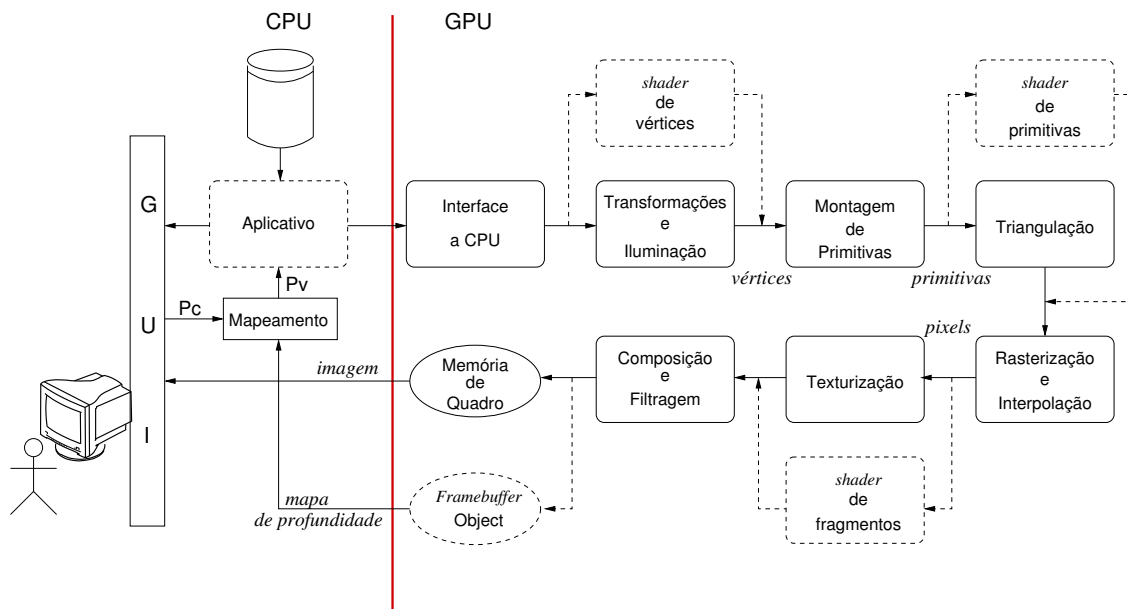 CPU
GPU
shader
de
vértices
shader
de
primitivas
G
U
I
Aplicativo
Interface
a CPU
Transformações
e
Iluminação
Montagem
de
Primitivas
Triangulação
vértices
primitivas
Pv
Pc
Mapeamento
pixels
imagem
Memória
de
Quadro
Composição
e
Filtragem
Texturização
Rasterização
e
Interpolação
mapa
de profundidade
Framebuffer
Object
shader
de
fragmentos